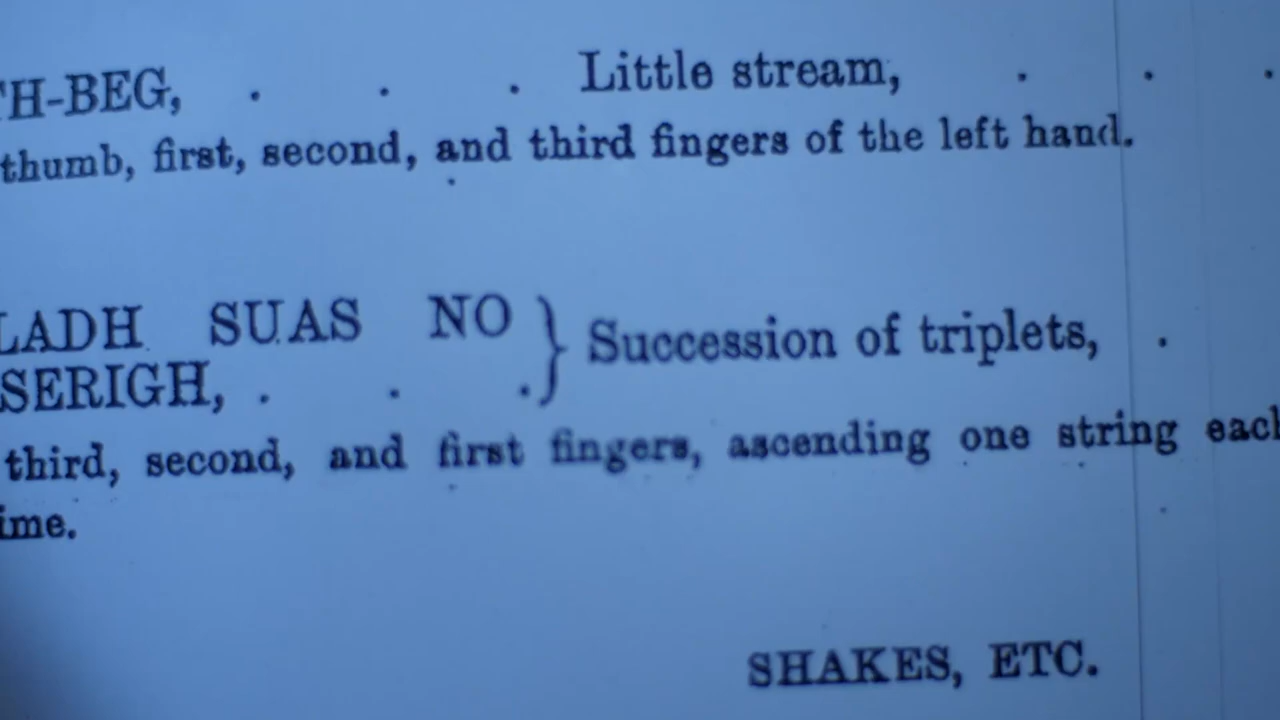 TH-BEG, . . . Little stream, . . .
thumb, first, second, and third fingers of the left hand.
LADH SUAS NO } Succession of triplets, .
SERIGH, . . .
third, second, and first fingers, ascending one string each
ime.
SHAKES, ETC.